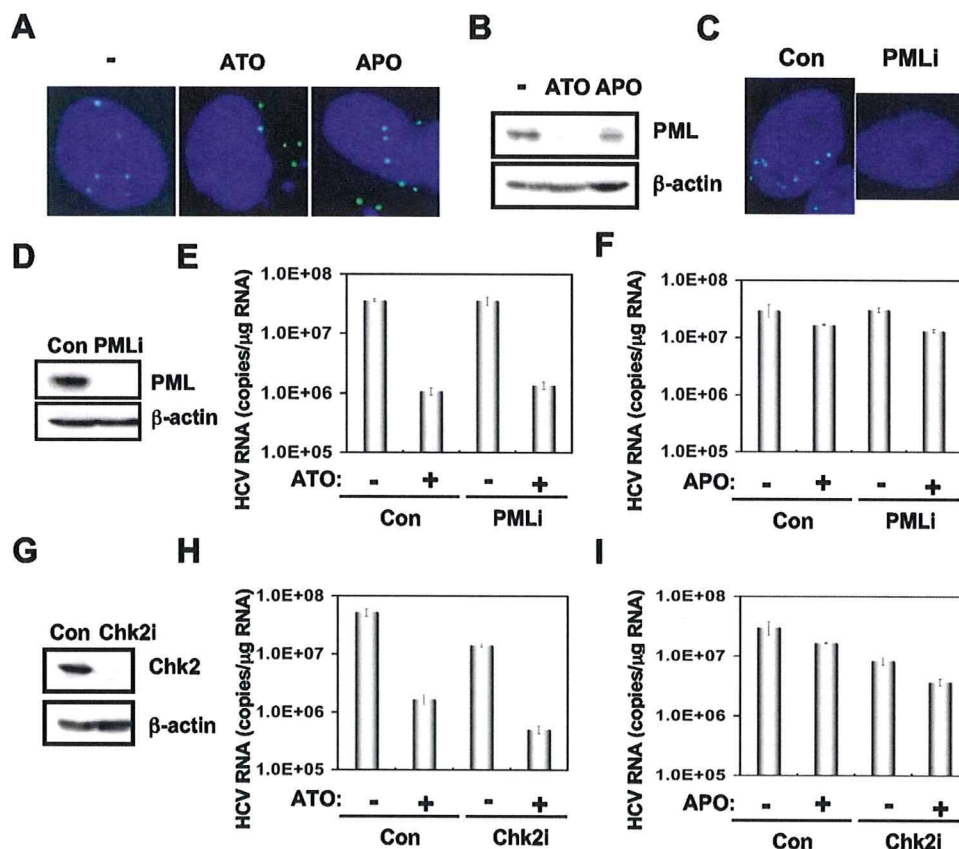 A
- ATO APO
B
- ATO APO
PML
β-actin
C
Con PMLi
D
Con PMLi
PML
β-actin
E
HCV RNA (copies/µg RNA)
1.0E+08
1.0E+07
1.0E+06
1.0E+05
ATO: - + - +
Con PMLi
F
HCV RNA (copies/µg RNA)
1.0E+08
1.0E+07
1.0E+06
1.0E+05
APO: - + - +
Con PMLi
G
Con Chk2i
Chk2
β-actin
H
HCV RNA (copies/µg RNA)
1.0E+08
1.0E+07
1.0E+06
1.0E+05
ATO: - + - +
Con Chk2i
I
HCV RNA (copies/µg RNA)
1.0E+08
1.0E+07
1.0E+06
1.0E+05
APO: - + - +
Con Chk2i